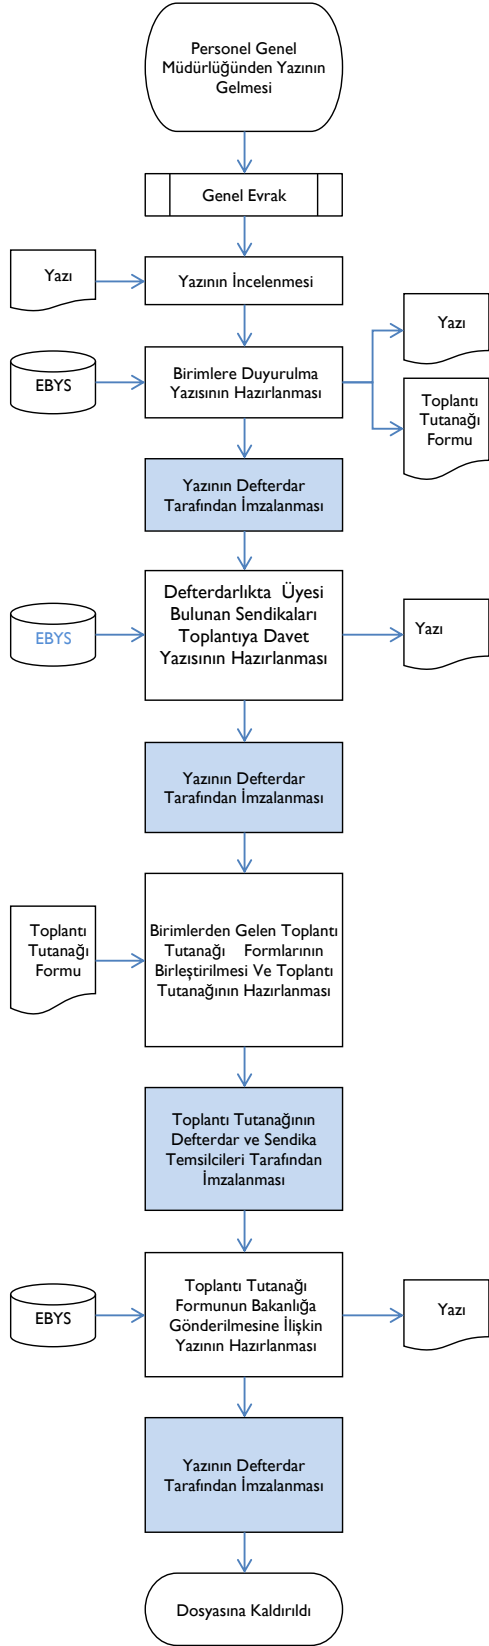 Personel Genel
Müdürlüğünden Yazının
Gelmesi
Genel Evrak
Yazı
Yazının İncelenmesi
Yazı
EBYS
Birimlere Duyurulma
Yazısının Hazırlanması
Toplantı
Tutanağı
Formu
Yazının Defterdar
Tarafından İmzalanması
Defterdarlıkta Üyesi
Bulunan Sendikaları
Toplantıya Davet
Yazısının Hazırlanması
EBYS
Yazı
Yazının Defterdar
Tarafından İmzalanması
Toplantı
Tutanağı
Formu
Birimlerden Gelen Toplantı
Tutanağı Formlarının
Birleştirilmesi Ve Toplantı
Tutanağının Hazırlanması
Toplantı Tutanağının
Defterdar ve Sendika
Temsilcileri Tarafından
İmzalanması
EBYS
Toplantı Tutanağı
Formunun Bakanlığa
Gönderilmesine İlişkin
Yazının Hazırlanması
Yazı
Yazının Defterdar
Tarafından İmzalanması
Dosyasına Kaldırıldı